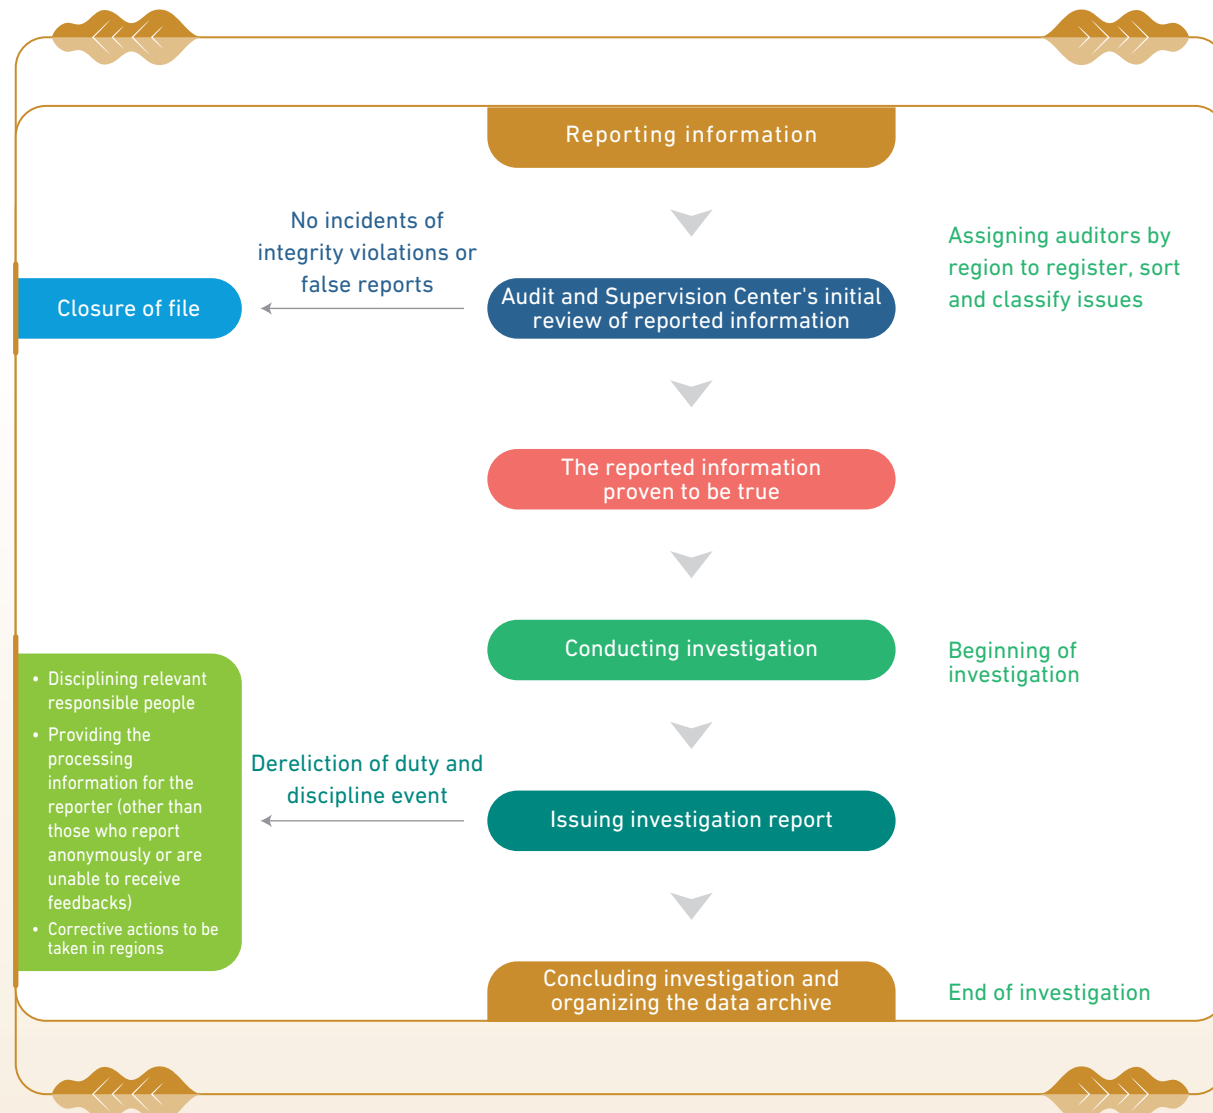 Reporting information
No incidents of
integrity violations or
false reports
Assigning auditors by
region to register, sort
and classify issues
Closure of file
Audit and Supervision Center's initial
review of reported information
The reported information
proven to be true
Conducting investigation
Beginning of
investigation
• Disciplining relevant
responsible people
• Providing the
processing
information for the
reporter (other than
those who report
anonymously or are
unable to receive
feedbacks)
• Corrective actions to be
taken in regions
Dereliction of duty and
discipline event
Issuing investigation report
Concluding investigation and
organizing the data archive
End of investigation